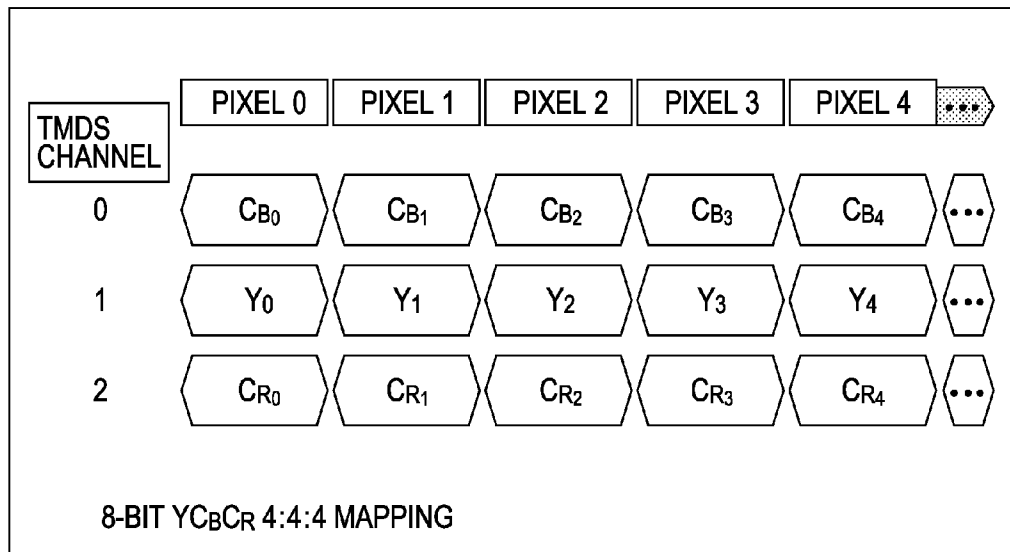 PIXEL 0 PIXEL 1 PIXEL 2 PIXEL 3 PIXEL 4 •••
TMDS
CHANNEL
0 CB0 CB1 CB2 CB3 CB4 •••
1 Y0 Y1 Y2 Y3 Y4 •••
2 CR0 CR1 CR2 CR3 CR4 •••
8-BIT YCBCR 4:4:4 MAPPING